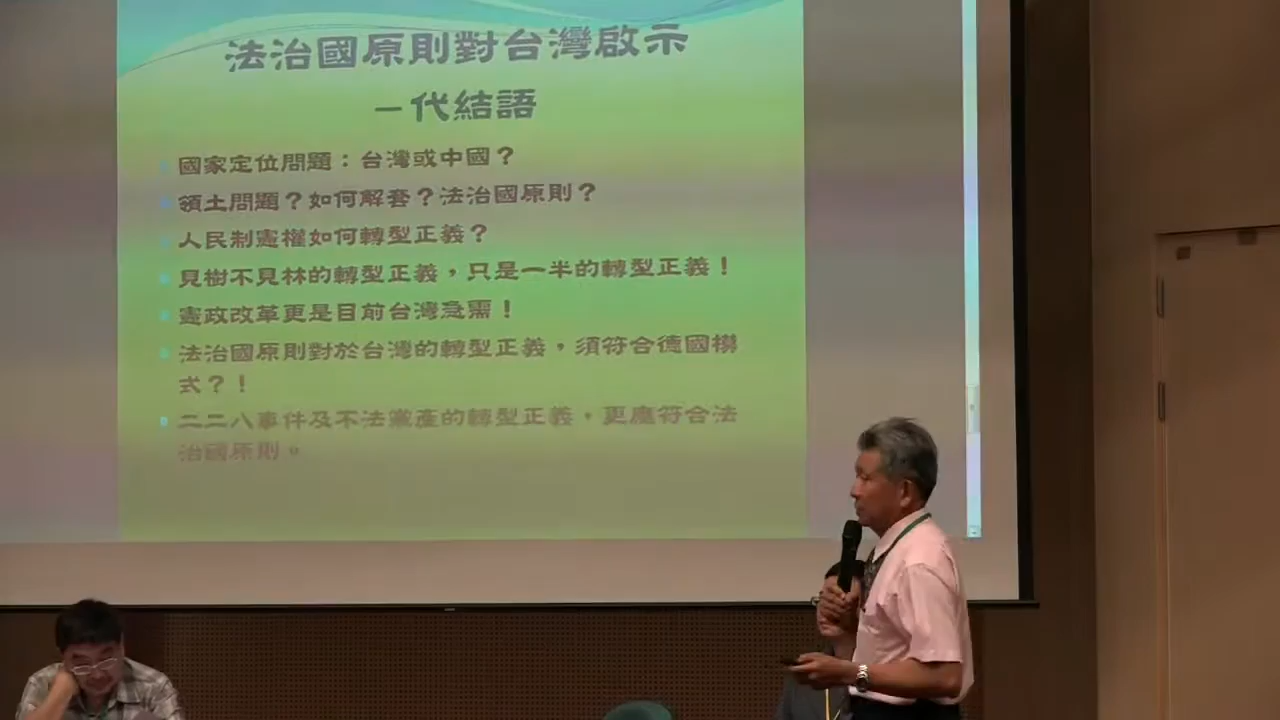 法治國原則對台灣啟示
－代結語
國家定位問題：台灣或中國？
領土問題？如何解套？法治國原則？
人民制憲權如何轉型正義？
見樹不見林的轉型正義，只是一半的轉型正義！
憲政改革更是目前台灣急需！
法治國原則對於台灣的轉型正義，須符合德國模
式？！
二二八事件及不法黨產的轉型正義，更應符合法
治國原則。